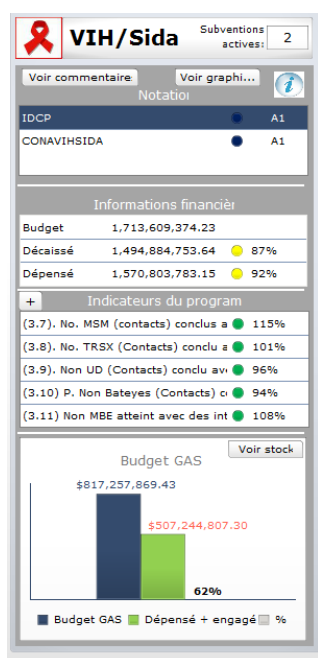 VIH/Sida
Subventions actives: 2
Voir commentaire
Voir graphi...
Notation
IDCP A1
CONAVIHSIDA A1
Informations financièr
Budget 1,713,609,374.23
Décaissé 1,494,884,753.64 87%
Dépensé 1,570,803,783.15 92%
+ Indicateurs du program
(3.7). No. MSM (contacts) conclus a 115%
(3.8). No. TRSX (Contacts) conclu a 101%
(3.9). Non UD (Contacts) conclu av 96%
(3.10) P. Non Bateyes (Contacts) c 94%
(3.11) Non MBE atteint avec des int 108%
Voir stock
Budget GAS
$817,257,869.43
$507,244,807.30
62%
Budget GAS Dépensé + engagé %